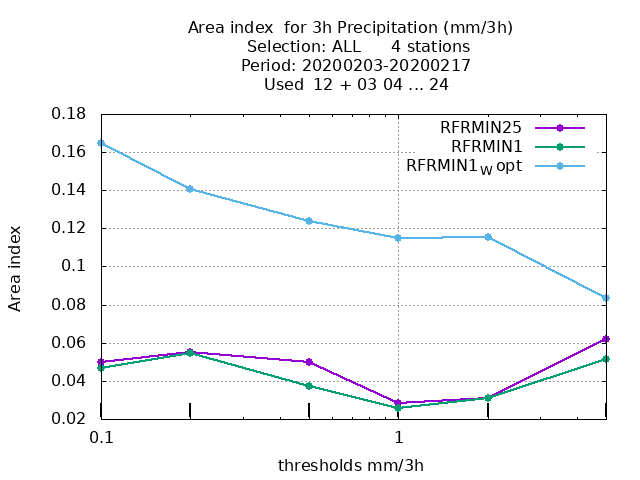 Area index  for 3h Precipitation (mm/3h)
Selection: ALL      4 stations
Period: 20200203-20200217
Used  12 + 03 04 ... 24
RFRMIN25
RFRMIN1
RFRMIN1W opt
0.18
0.16
0.14
0.12
0.1
0.08
0.06
0.04
0.02
Area index
0.1 1
thresholds mm/3h